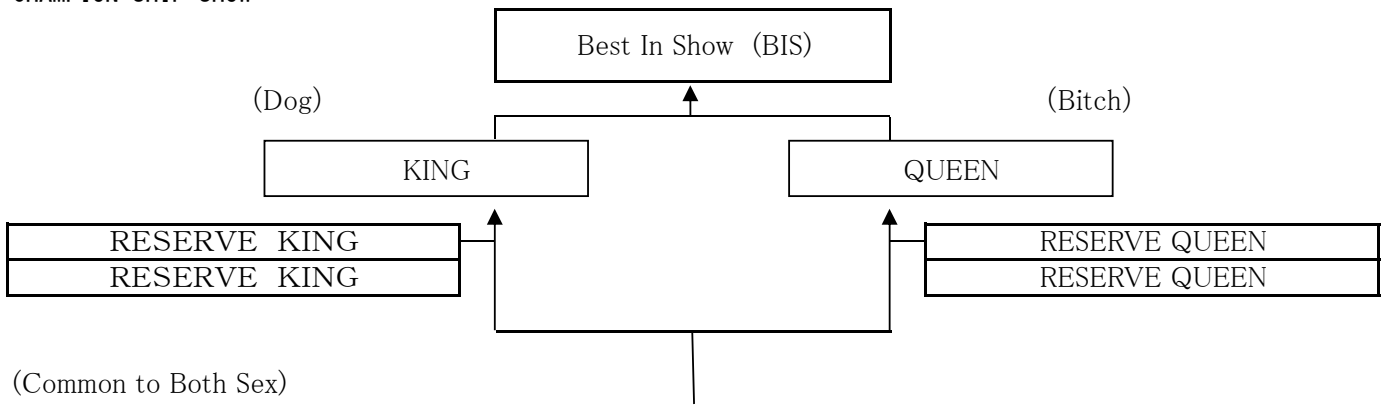 Best In Show (BIS)
(Dog)
(Bitch)
KING
QUEEN
RESERVE KING
RESERVE QUEEN
RESERVE KING
RESERVE QUEEN
(Common to Both Sex)